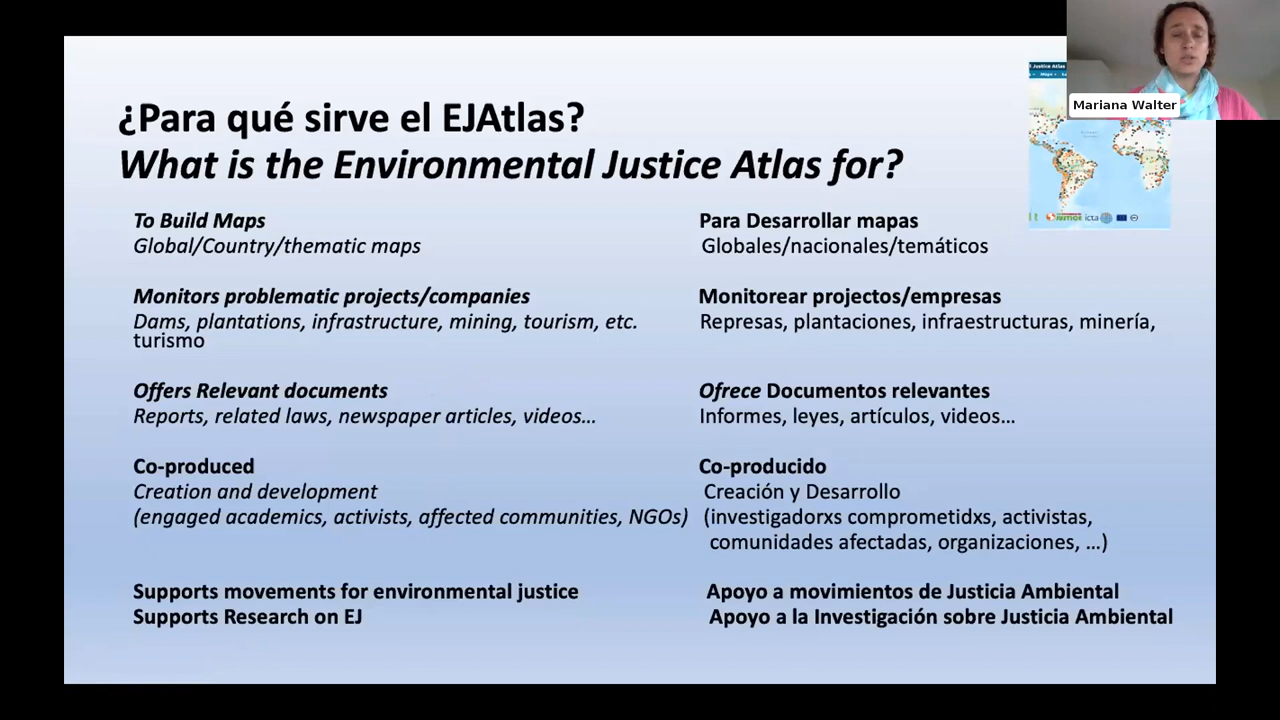 Mariana Walter
Justice Atlas
¿Para qué sirve el EJAtlas?
What is the Environmental Justice Atlas for?
To Build Maps
Global/Country/thematic maps
Monitors problematic projects/companies
Dams, plantations, infrastructure, mining, tourism, etc.
turismo
Offers Relevant documents
Reports, related laws, newspaper articles, videos…
Co-produced
Creation and development
(engaged academics, activists, affected communities, NGOs)
Supports movements for environmental justice
Supports Research on EJ
Para Desarrollar mapas
Globales/nacionales/temáticos
Monitorear projectos/empresas
Represas, plantaciones, infraestructuras, minería,
Ofrece Documentos relevantes
Informes, leyes, artículos, videos…
Co-producido
Creación y Desarrollo
(investigadorxs comprometidxs, activistas,
comunidades afectadas, organizaciones, …)
Apoyo a movimientos de Justicia Ambiental
Apoyo a la Investigación sobre Justicia Ambiental
JUSTICE
icta